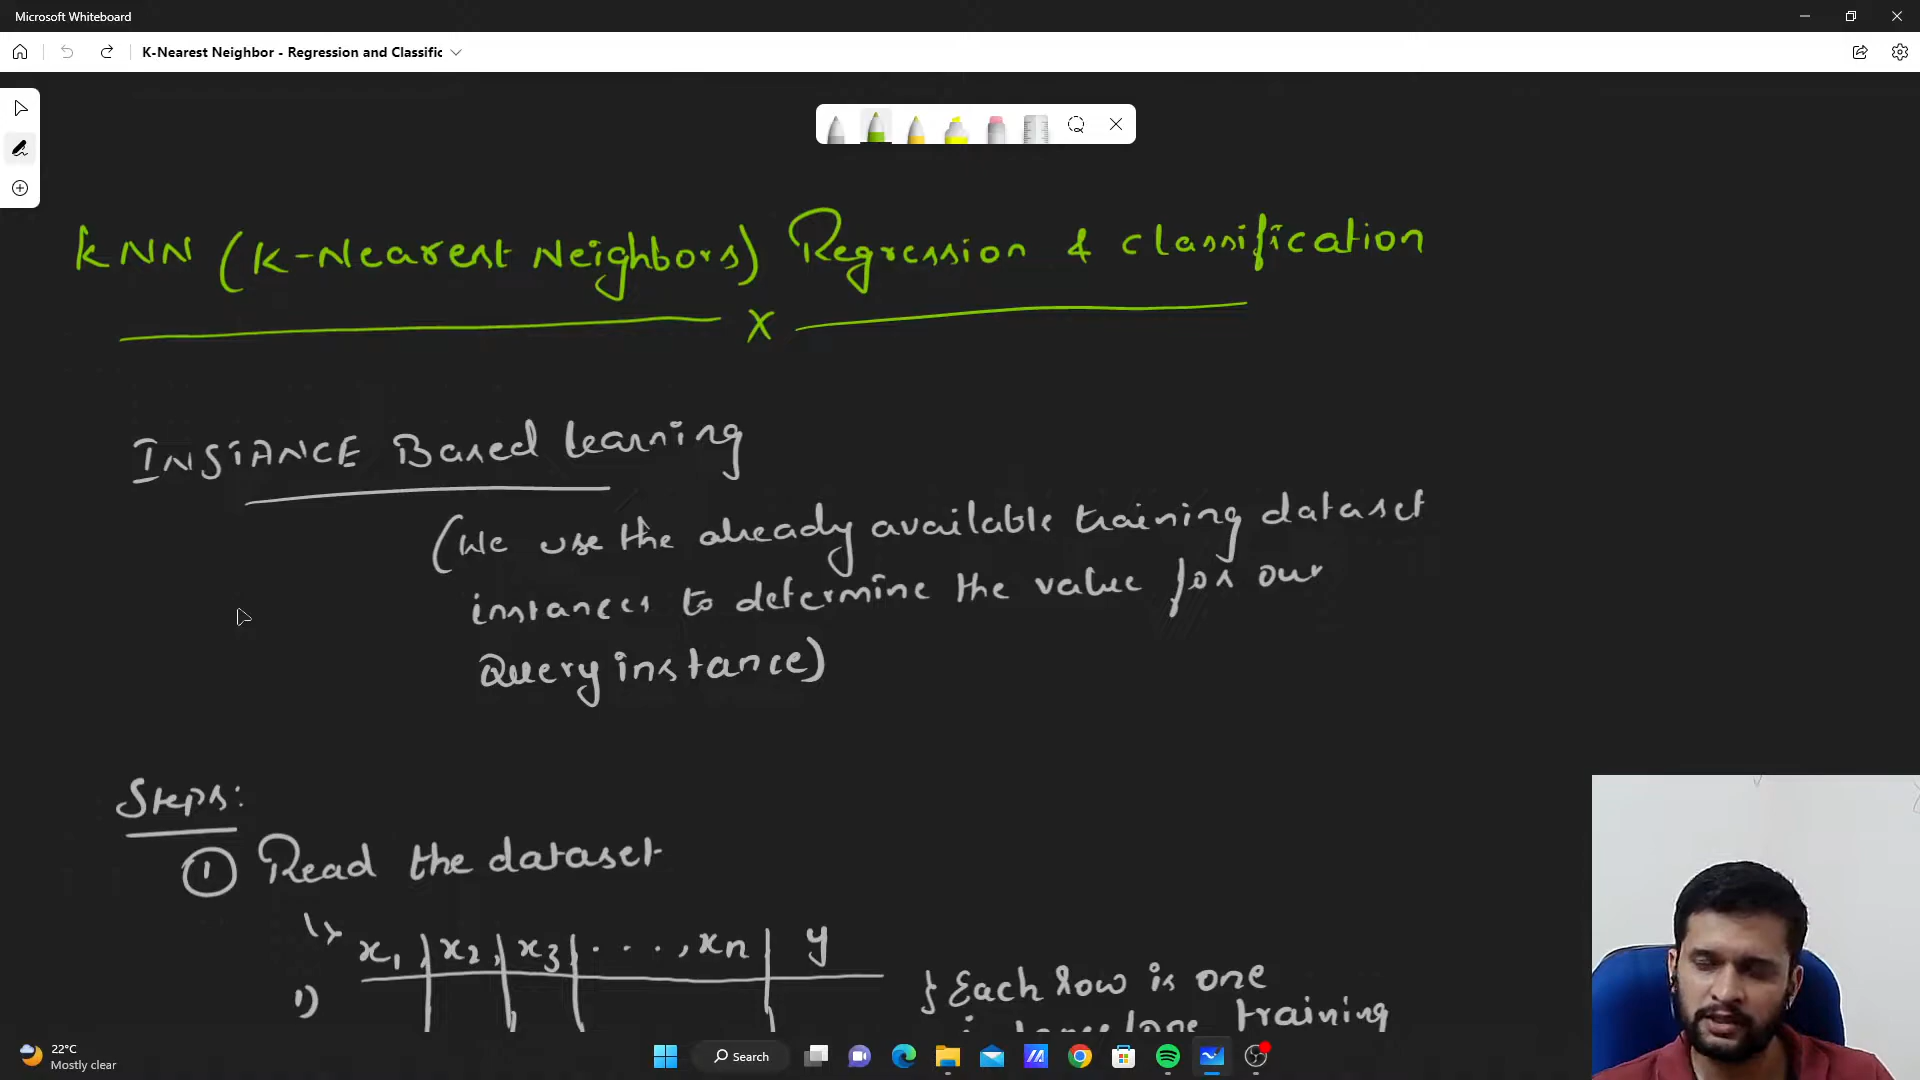 Microsoft Whiteboard
K-Nearest Neighbor - Regression and Classific
KNN (K-Nearest Neighbors) Regression & classification
X
INSTANCE Based Learning
(We use the already available training dataset
instances to determine the value for our
Query instance)
Steps:
① Read the dataset
x₁, x₂, x₃ . . . , xn y
1)
} Each row is one
training
22°C
Mostly clear
Search